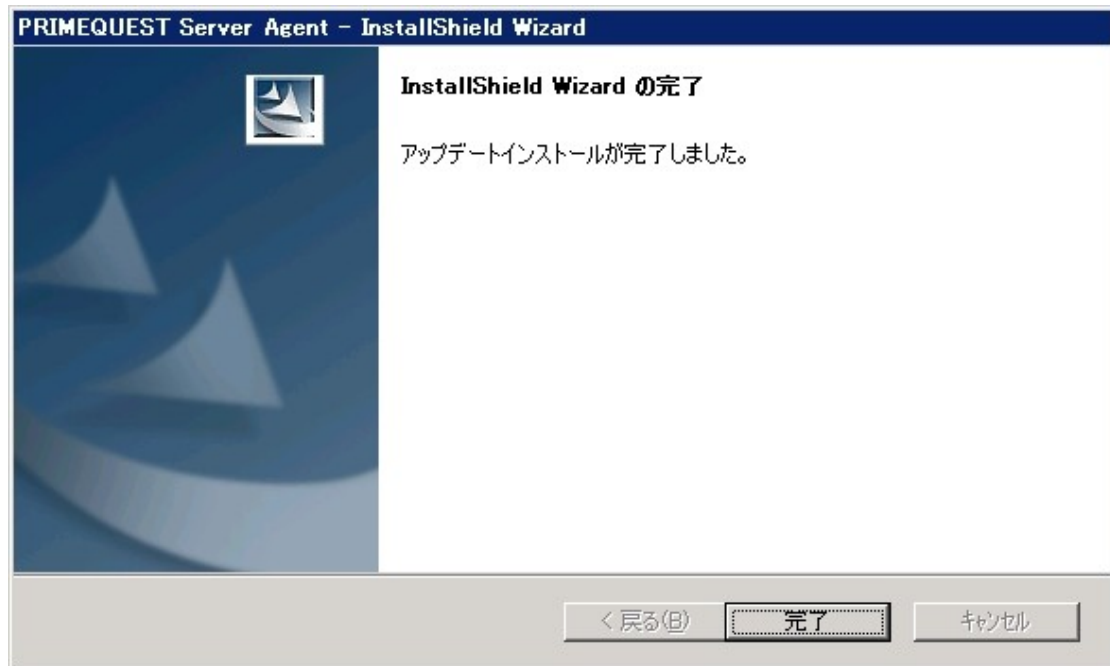 PRIMEQUEST Server Agent - InstallShield Wizard
InstallShield Wizard の完了
アップデートインストールが完了しました。
< 戻る(B)
完了
キャンセル